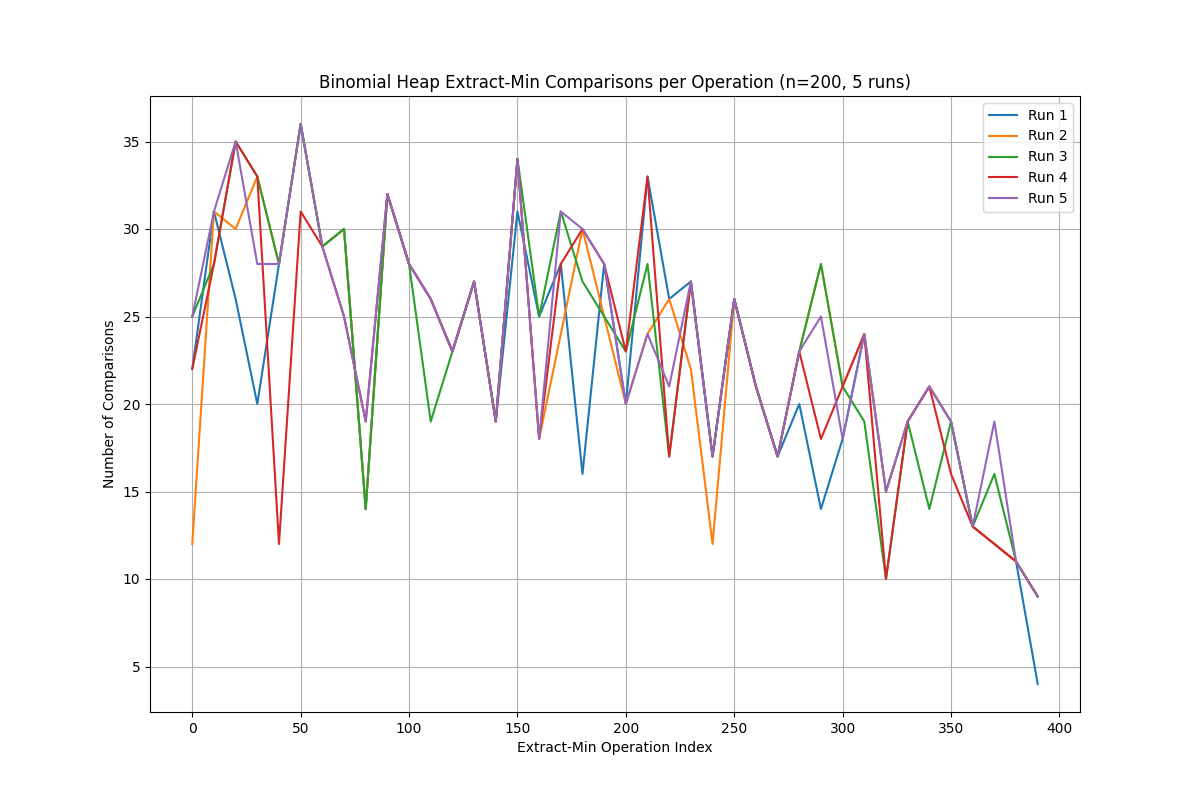 Binomial Heap Extract-Min Comparisons per Operation (n=200, 5 runs)
Run 1
Run 2
Run 3
Run 4
Run 5
Number of Comparisons
35
30
25
20
15
10
5
0 50 100 150 200 250 300 350 400
Extract-Min Operation Index